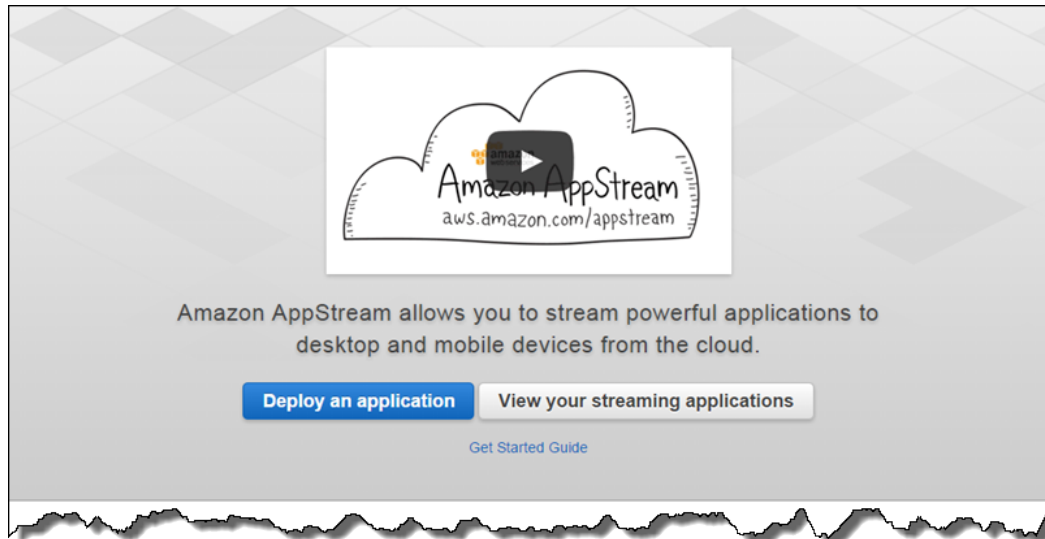 amazon
Amazon AppStream
aws.amazon.com/appstream
Amazon AppStream allows you to stream powerful applications to
desktop and mobile devices from the cloud.
Deploy an application
View your streaming applications
Get Started Guide